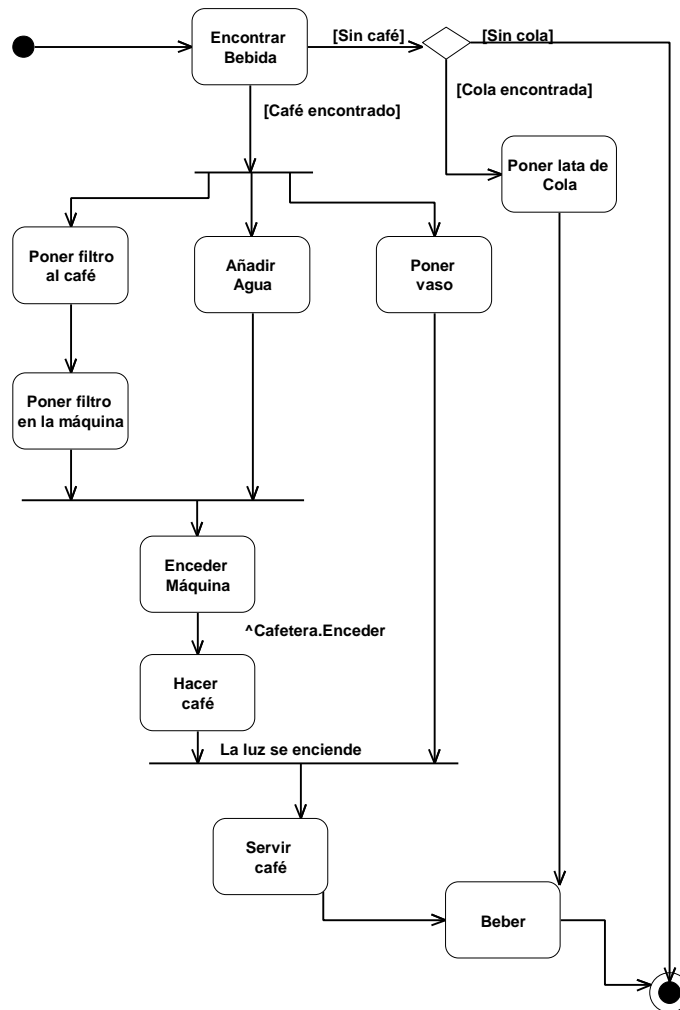 Encontrar
Bebida
[Sin café]
[Sin cola]
[Café encontrado]
[Cola encontrada]
Poner lata de
Cola
Poner filtro
al café
Añadir
Agua
Poner
vaso
Poner filtro
en la máquina
Enceder
Máquina
^Cafetera.Enceder
Hacer
café
La luz se enciende
Servir
café
Beber